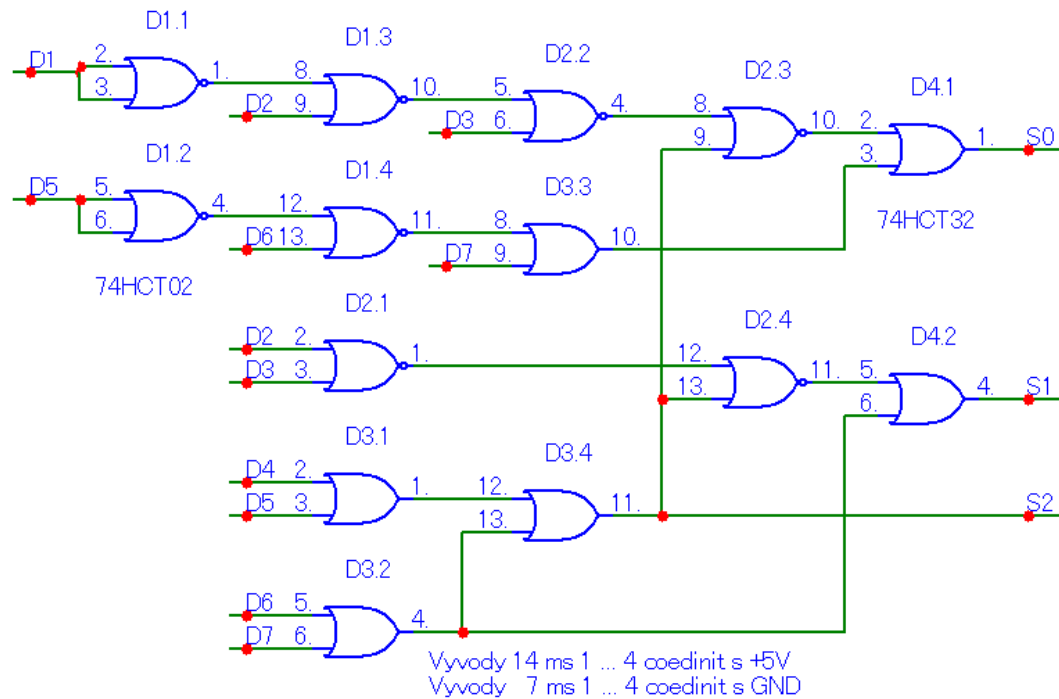 D1.1
D1.3
D2.2
D2.3
D4.1
D1
2.
3.
1.
8.
9.
D2
10.
5.
6.
D3
4.
8.
9.
10.
2.
3.
1.
S0
D1.2
D1.4
D3.3
D5
5.
6.
4.
12.
D6 13.
11.
8.
D7 9.
10.
74HCT32
74HCT02
D2.1
D2.4
D4.2
D2 2.
D3 3.
1.
12.
13.
11.
5.
6.
4.
S1
D3.1
D3.4
D4 2.
D5 3.
1.
12.
13.
11.
S2
D3.2
D6 5.
D7 6.
4.
Vyvody 14 ms 1 ... 4 coedinit s +5V
Vyvody 7 ms 1 ... 4 coedinit s GND